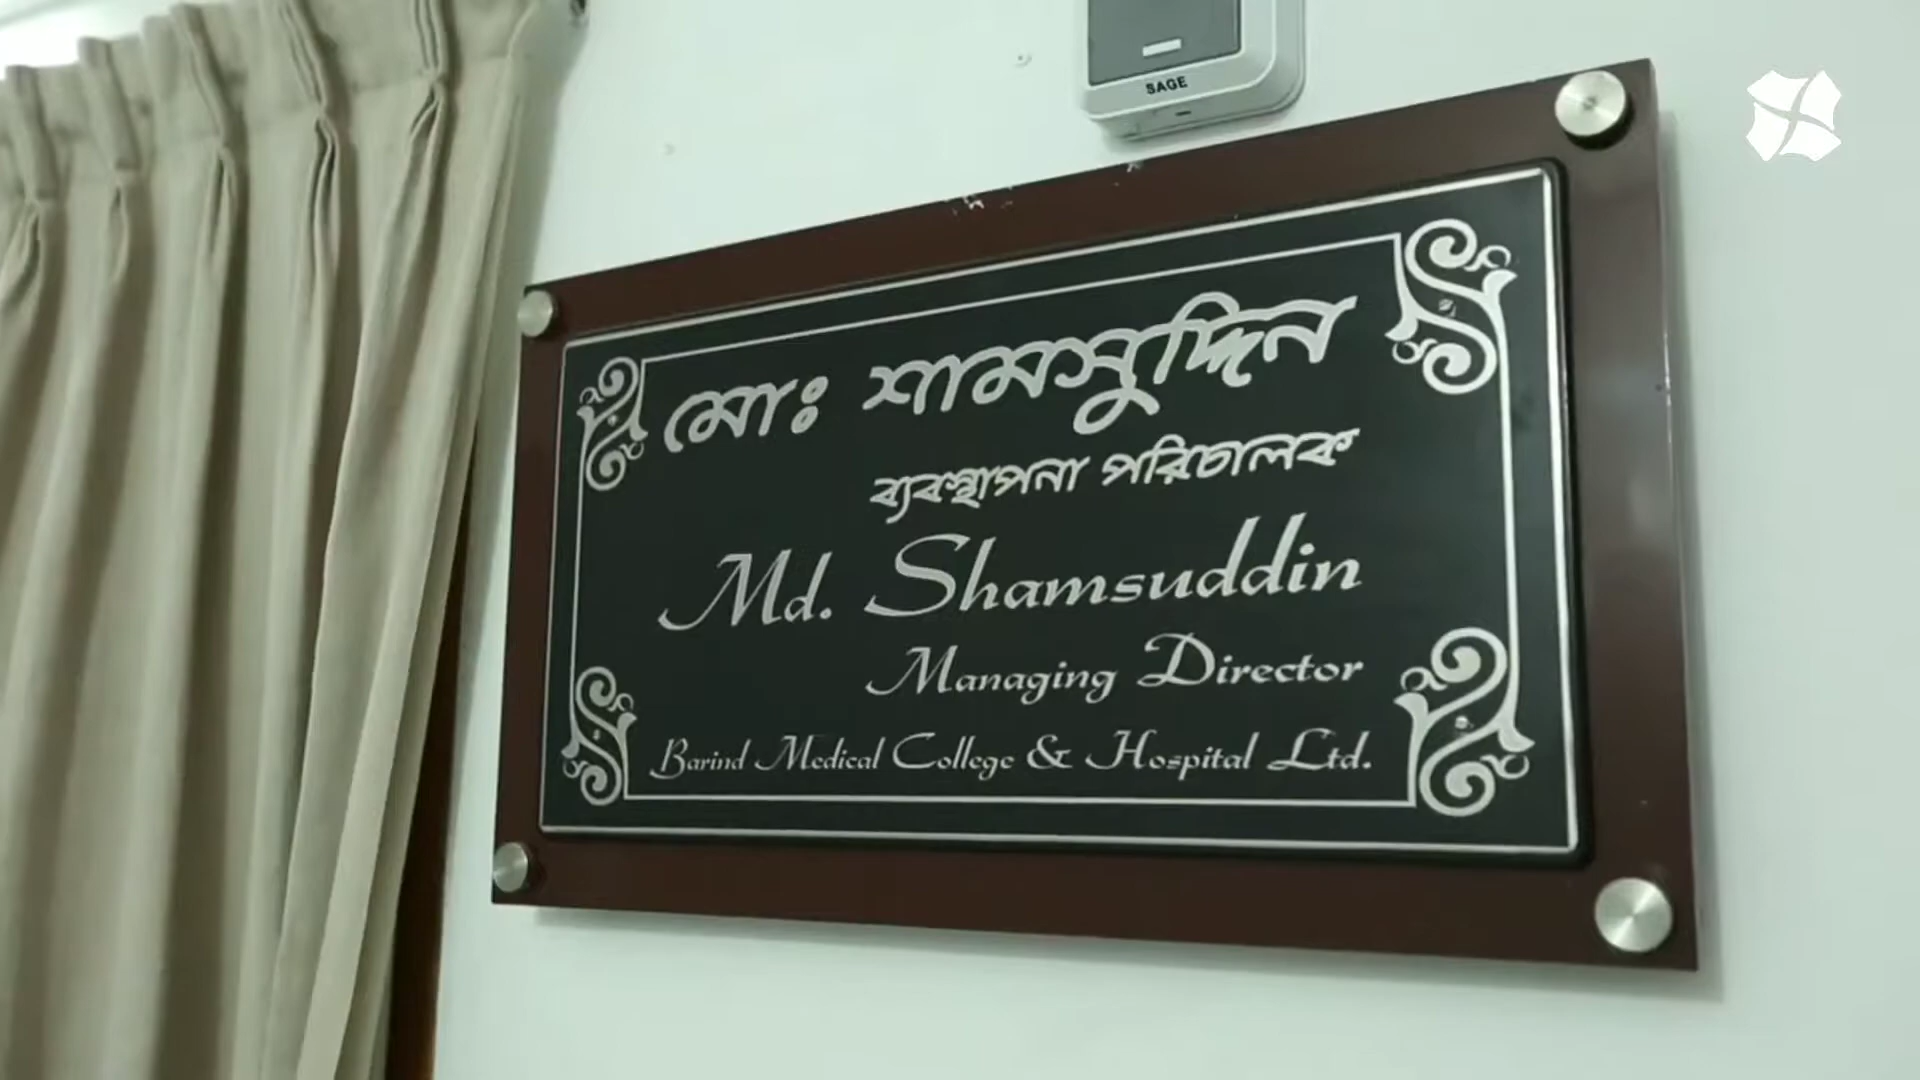 SAGE
মোঃ শামসুদ্দিন
ব্যবস্থাপনা পরিচালক
Md. Shamsuddin
Managing Director
Barind Medical College & Hospital Ltd.